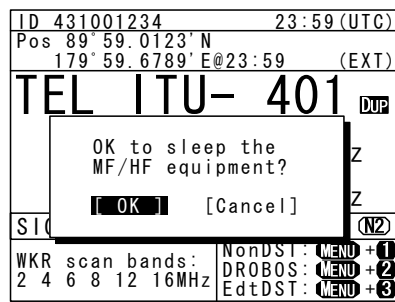 ID 431001234 23:59(UTC)
Pos 89°59.0123'N
179°59.6789'E@23:59 (EXT)
TEL ITU- 401 DUP
OK to sleep the
MF/HF equipment?
Z
[ OK ] [Cancel]
Z
(N2)
WKR scan bands:
2 4 6 8 12 16MHz
NonDST: MENU +1
DROBOS: MENU +2
EdtDST: MENU +3